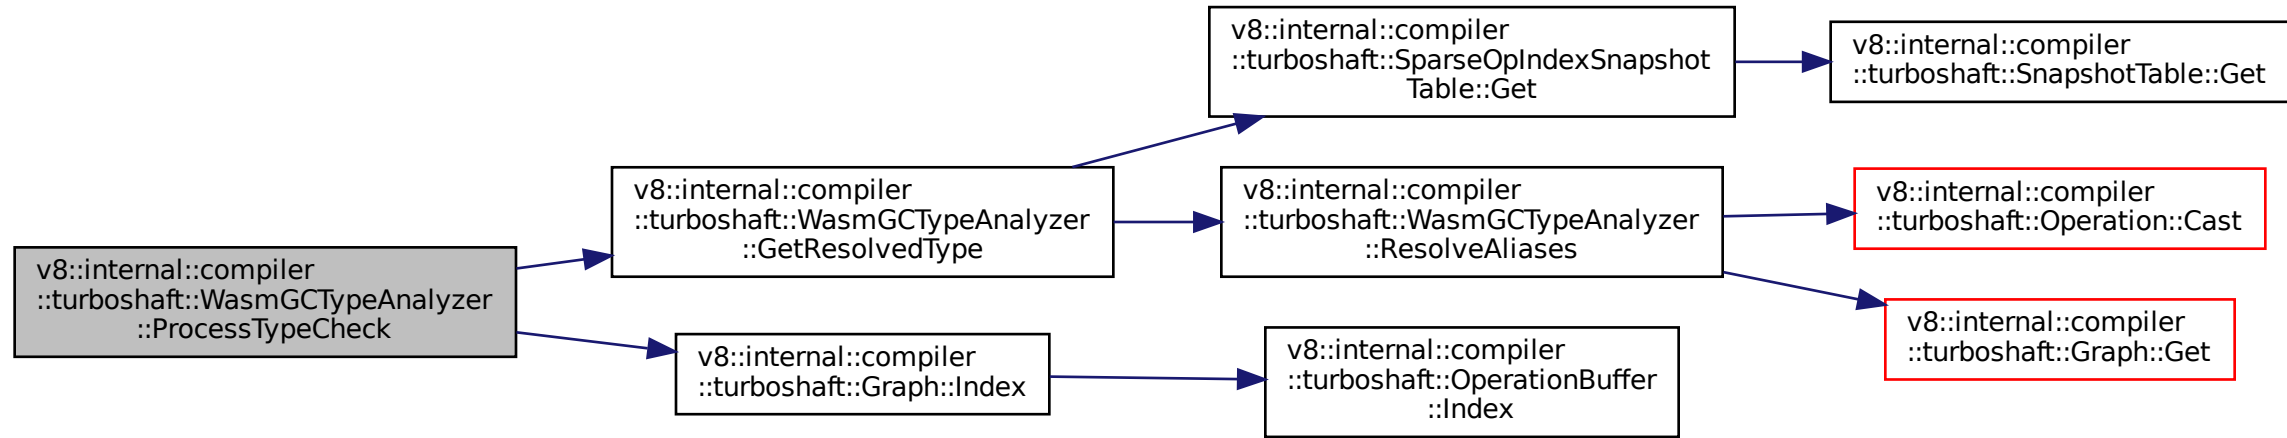 v8::internal::compiler
::turboshaft::WasmGCTypeAnalyzer
::ProcessTypeCheck
v8::internal::compiler
::turboshaft::WasmGCTypeAnalyzer
::GetResolvedType
v8::internal::compiler
::turboshaft::Graph::Index
v8::internal::compiler
::turboshaft::SparseOpIndexSnapshot
Table::Get
v8::internal::compiler
::turboshaft::WasmGCTypeAnalyzer
::ResolveAliases
v8::internal::compiler
::turboshaft::OperationBuffer
::Index
v8::internal::compiler
::turboshaft::SnapshotTable::Get
v8::internal::compiler
::turboshaft::Operation::Cast
v8::internal::compiler
::turboshaft::Graph::Get